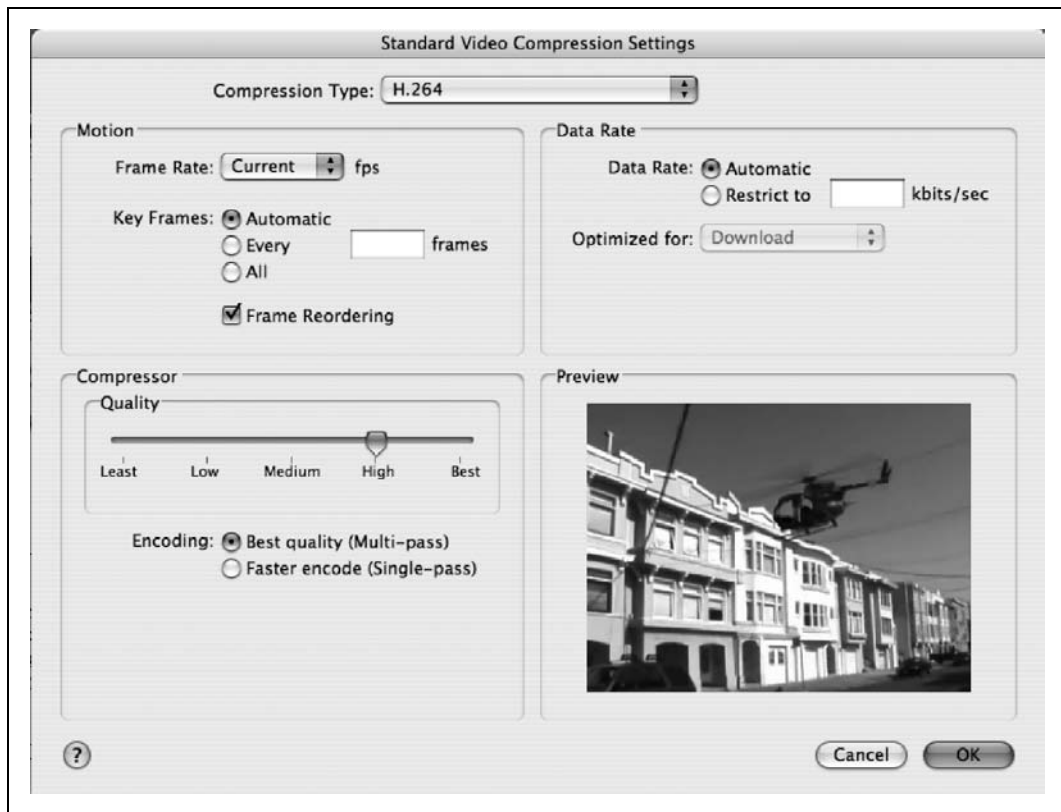 Standard Video Compression Settings
Compression Type: H.264
Motion
Frame Rate: Current fps
Key Frames: Automatic
Every frames
All
Frame Reordering
Data Rate
Data Rate: Automatic
Restrict to kbits/sec
Optimized for: Download
Compressor
Quality
Least Low Medium High Best
Encoding: Best quality (Multi-pass)
Faster encode (Single-pass)
Preview
?
Cancel OK